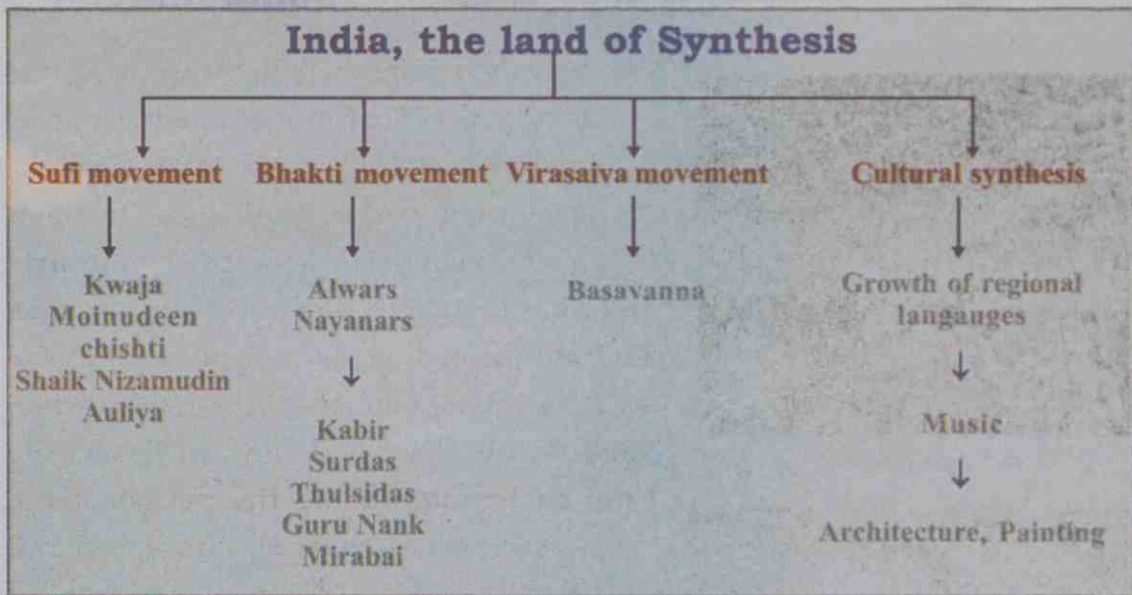 India, the land of Synthesis
Sufi movement
Bhakti movement
Virasaiva movement
Cultural synthesis
Kwaja
Moinudeen
chishti
Shaik Nizamudin
Auliya
Alwars
Nayanars
Kabir
Surdas
Thulsidas
Guru Nank
Mirabai
Basavanna
Growth of regional
langauges
Music
Architecture, Painting